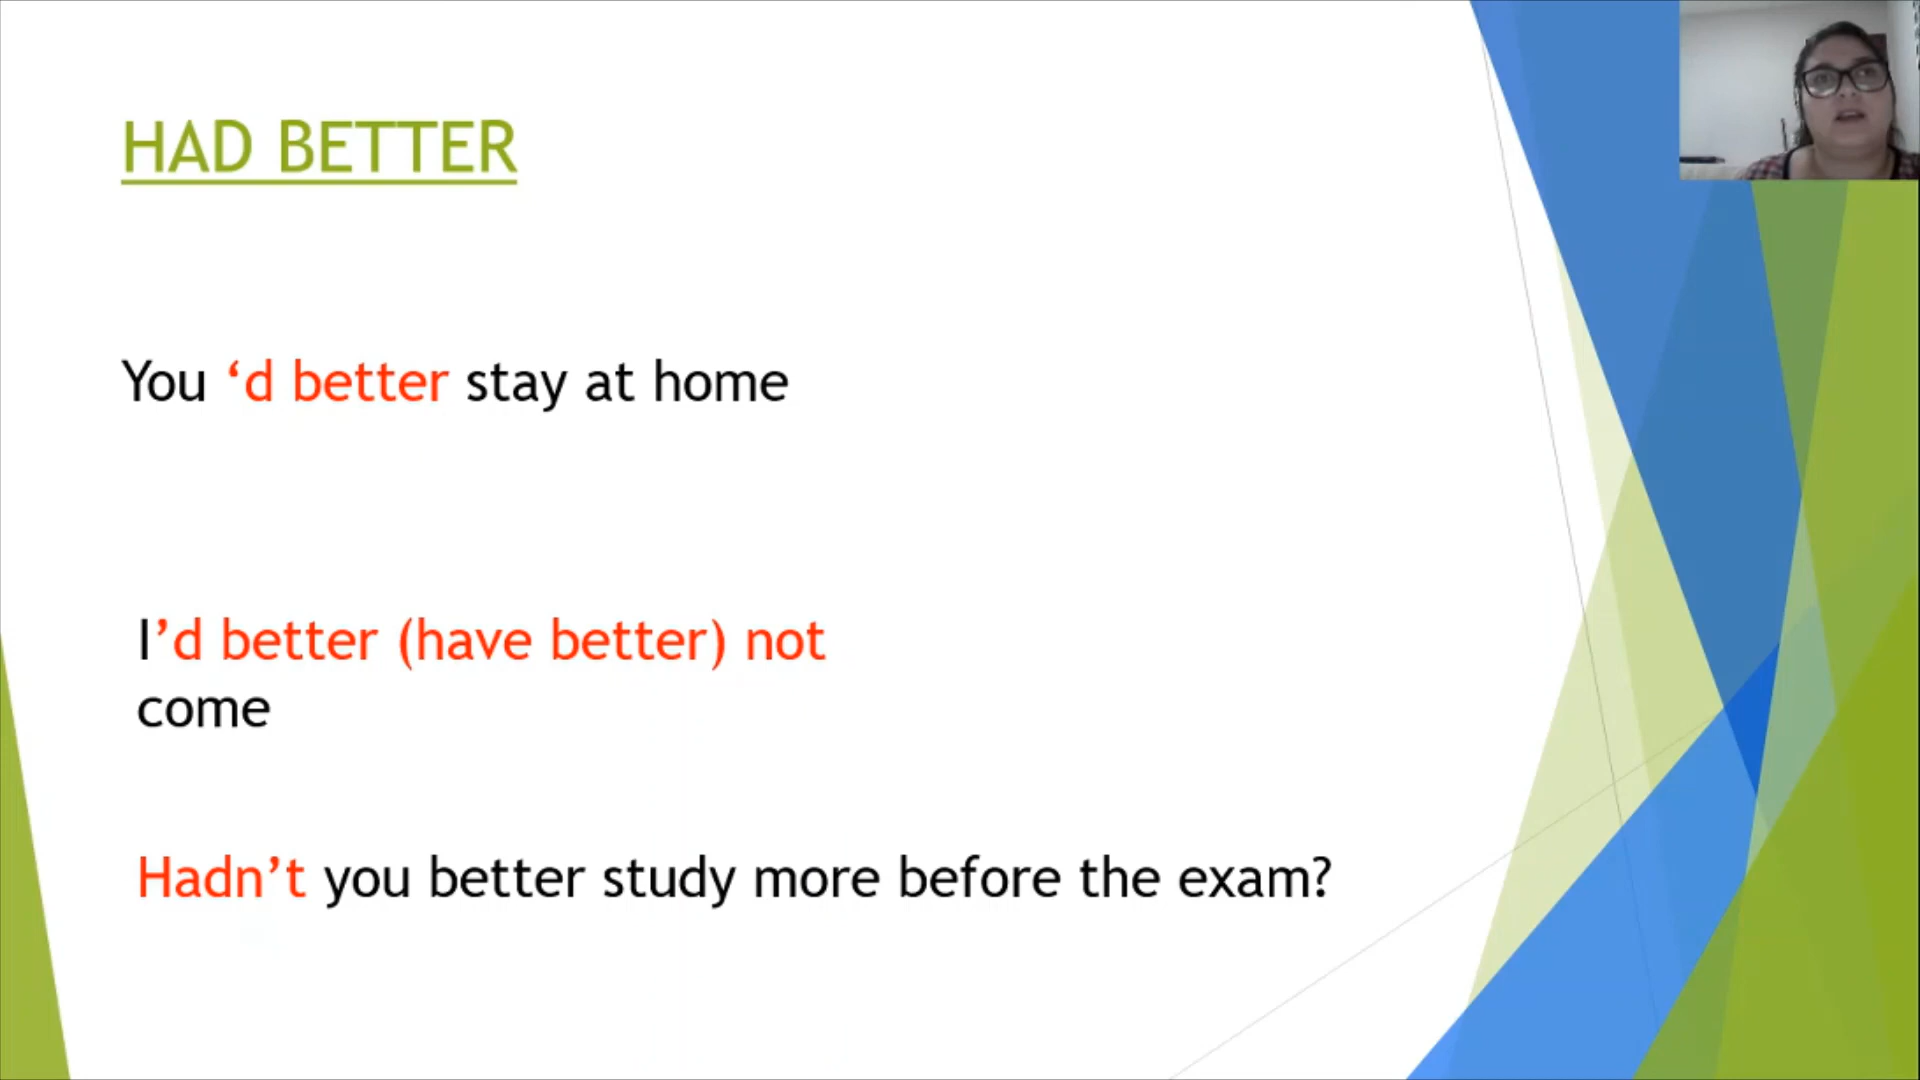 HAD BETTER
You ‘d better stay at home
I’d better (have better) not
come
Hadn’t you better study more before the exam?